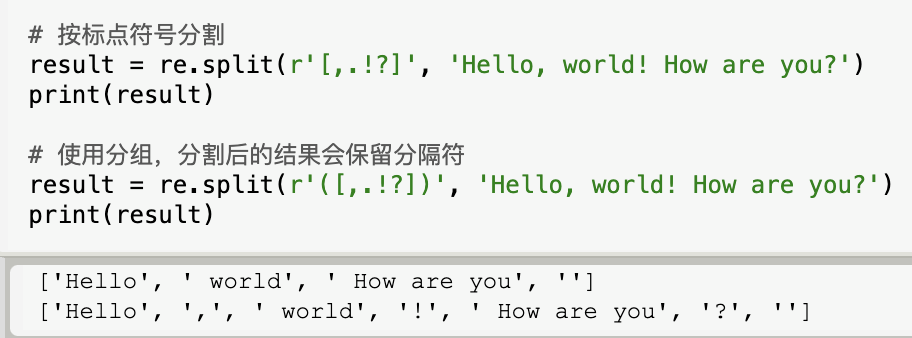 # 按标点符号分割
result = re.split(r'[,.!?]', 'Hello, world! How are you?')
print(result)
# 使用分组，分割后的结果会保留分隔符
result = re.split(r'([,.!?])', 'Hello, world! How are you?')
print(result)
['Hello', ' world', ' How are you', '']
['Hello', ',', ' world', '!', ' How are you', '?', '']